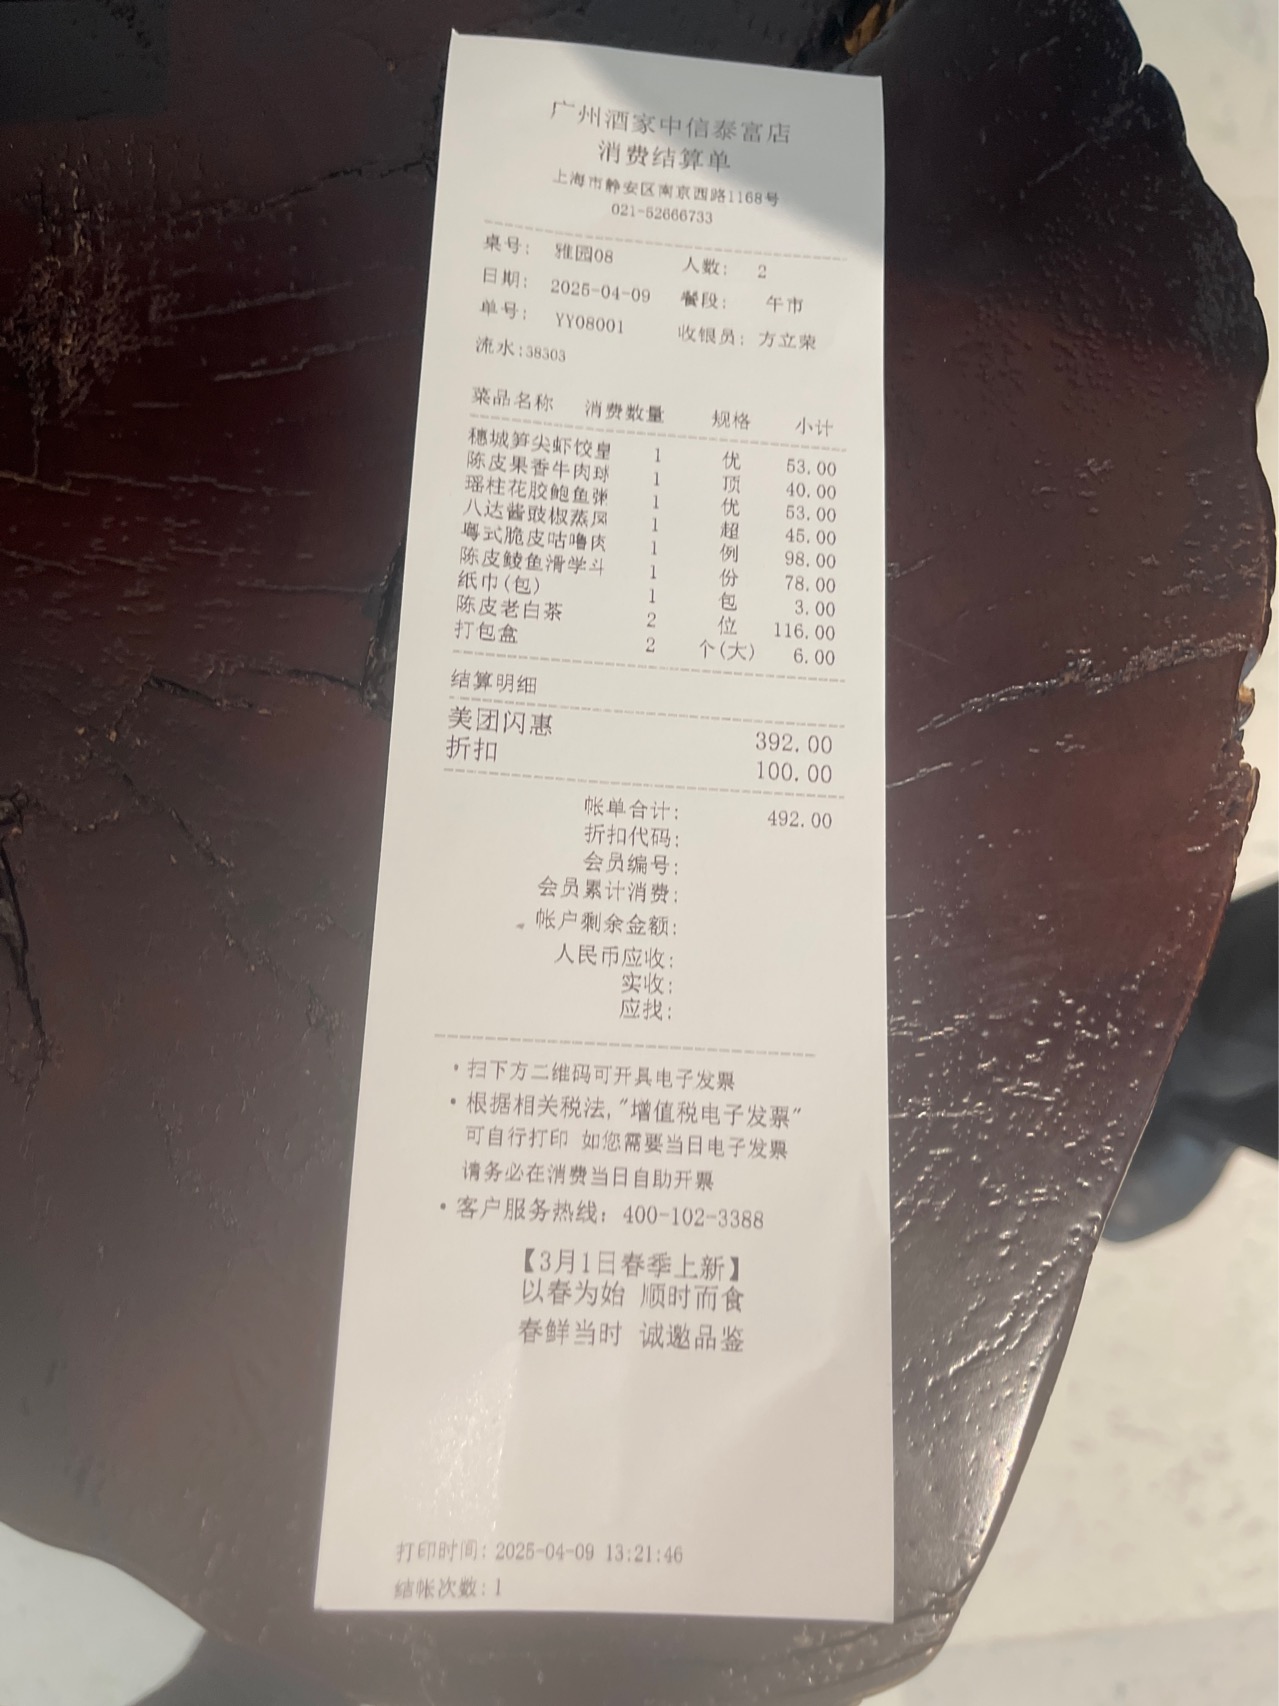 广州酒家中信泰富店
消费结算单
上海市静安区南京西路1168号
021-52666733
桌号: 雅园08 人数: 2
日期: 2025-04-09 餐段: 午市
单号: YY08001 收银员: 方立荣
流水:38303
菜品名称 消费数量 规格 小计
穗城笋尖虾饺皇 1 优 53.00
陈皮果香牛肉球 1 顶 40.00
瑶柱花胶鲍鱼粥 1 优 53.00
八达酱豉椒蒸凤 1 超 45.00
粤式脆皮咕噜肉 1 例 98.00
陈皮鲮鱼滑学斗 1 份 78.00
纸巾(包) 1 包 3.00
陈皮老白茶 2 位 116.00
打包盒 2 个(大) 6.00
结算明细
美团闪惠 392.00
折扣 100.00
帐单合计: 492.00
折扣代码:
会员编号:
会员累计消费:
帐户剩余金额:
人民币应收:
实收:
应找:
·扫下方二维码可开具电子发票
·根据相关税法,"增值税电子发票"
可自行打印 如您需要当日电子发票
请务必在消费当日自助开票
·客户服务热线: 400-102-3388
【3月1日春季上新】
以春为始 顺时而食
春鲜当时 诚邀品鉴
打印时间: 2025-04-09 13:21:46
结帐次数: 1